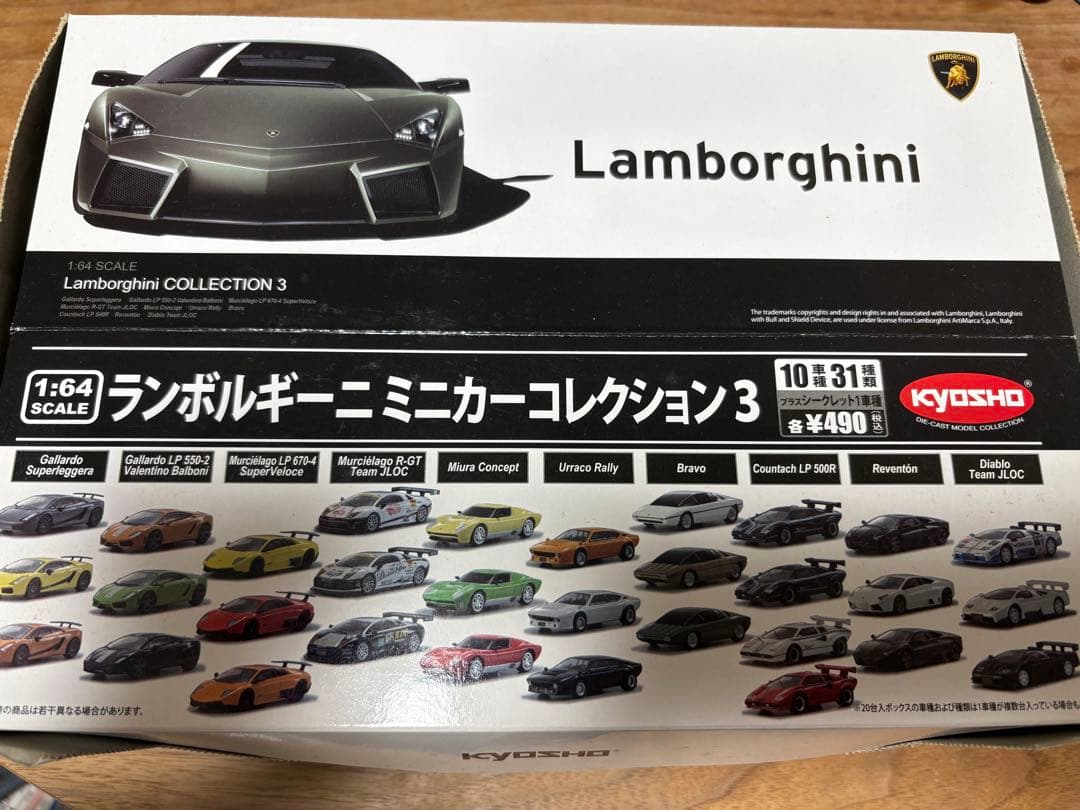 LAMBORGHINI
Lamborghini
1:64 SCALE
Lamborghini COLLECTION 3
Gallardo Superleggera Gallardo LP 550-2 Valentino Balboni Murciélago LP 670-4 SuperVeloce
Murciélago R-GT Team JLOC Miura Concept Urraco Rally Bravo
Countach LP 500R Reventón Diablo Team JLOC
The trademarks copyrights and design rights in and associated with Lamborghini, Lamborghini
with Bull and Shield Device, are used under license from Lamborghini ArtiMarca S.p.A., Italy.
1:64
SCALE
ランボルギーニ ミニカーコレクション 3
10車種31種類
プラスシークレット1車種
各¥490(税込)
KYOSHO®
DIE-CAST MODEL COLLECTION
Gallardo
Superleggera
Gallardo LP 550-2
Valentino Balboni
Murciélago LP 670-4
SuperVeloce
Murciélago R-GT
Team JLOC
Miura Concept
Urraco Rally
Bravo
Countach LP 500R
Reventón
Diablo
Team JLOC
の商品は若干異なる場合があります。
※20台入ボックスの車種および種類は1車種が複数台入っている場合も
KYOSHO